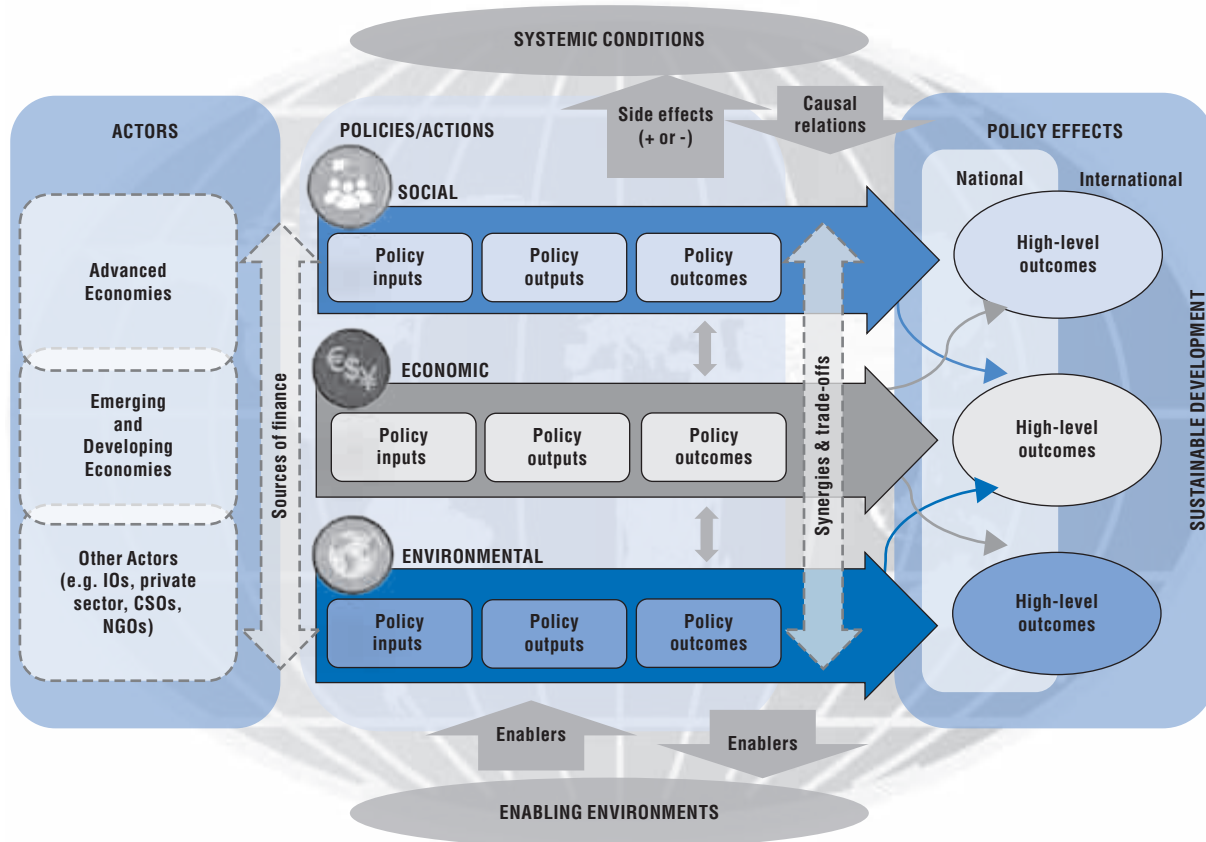 SYSTEMIC CONDITIONS
Side effects
(+ or -)
Causal
relations
ACTORS
POLICIES/ACTIONS
POLICY EFFECTS
National
International
SOCIAL
Advanced
Economies
Policy
inputs
Policy
outputs
Policy
outcomes
High-level
outcomes
€$¥
ECONOMIC
Emerging
and
Developing
Economies
Sources of finance
Policy
inputs
Policy
outputs
Policy
outcomes
Synergies & trade-offs
High-level
outcomes
SUSTAINABLE DEVELOPMENT
ENVIRONMENTAL
Other Actors
(e.g. IOs, private
sector, CSOs,
NGOs)
Policy
inputs
Policy
outputs
Policy
outcomes
High-level
outcomes
Enablers
Enablers
ENABLING ENVIRONMENTS